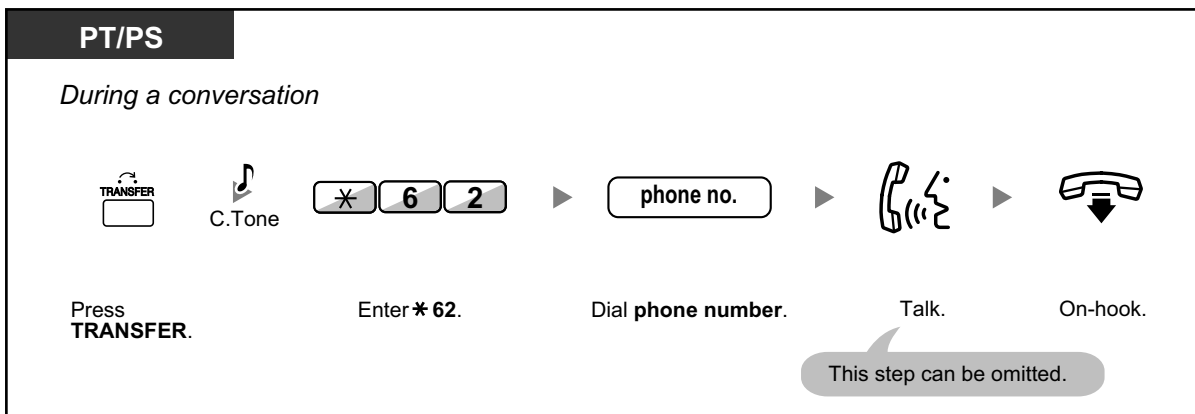 PT/PS
During a conversation
TRANSFER
C.Tone
* 6 2
phone no.
Press
TRANSFER.
Enter * 62.
Dial phone number.
Talk.
On-hook.
This step can be omitted.